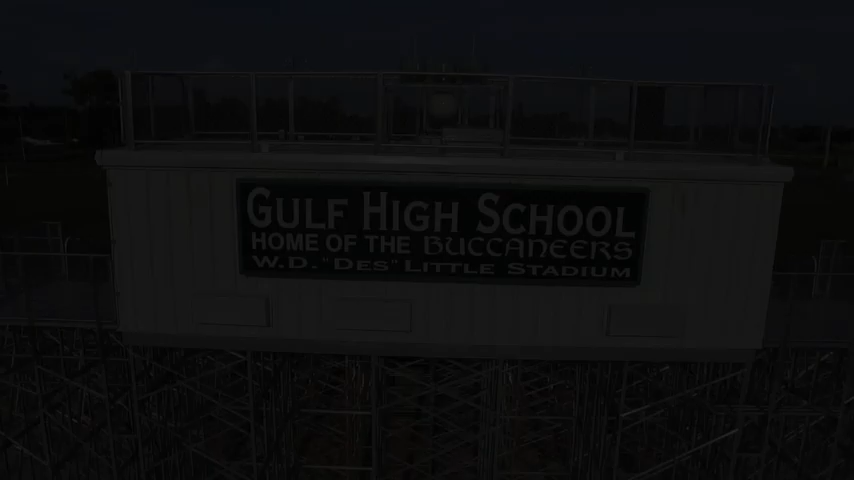 GULF HIGH SCHOOL
HOME OF THE BUCCANEERS
W.D. "DES" LITTLE STADIUM